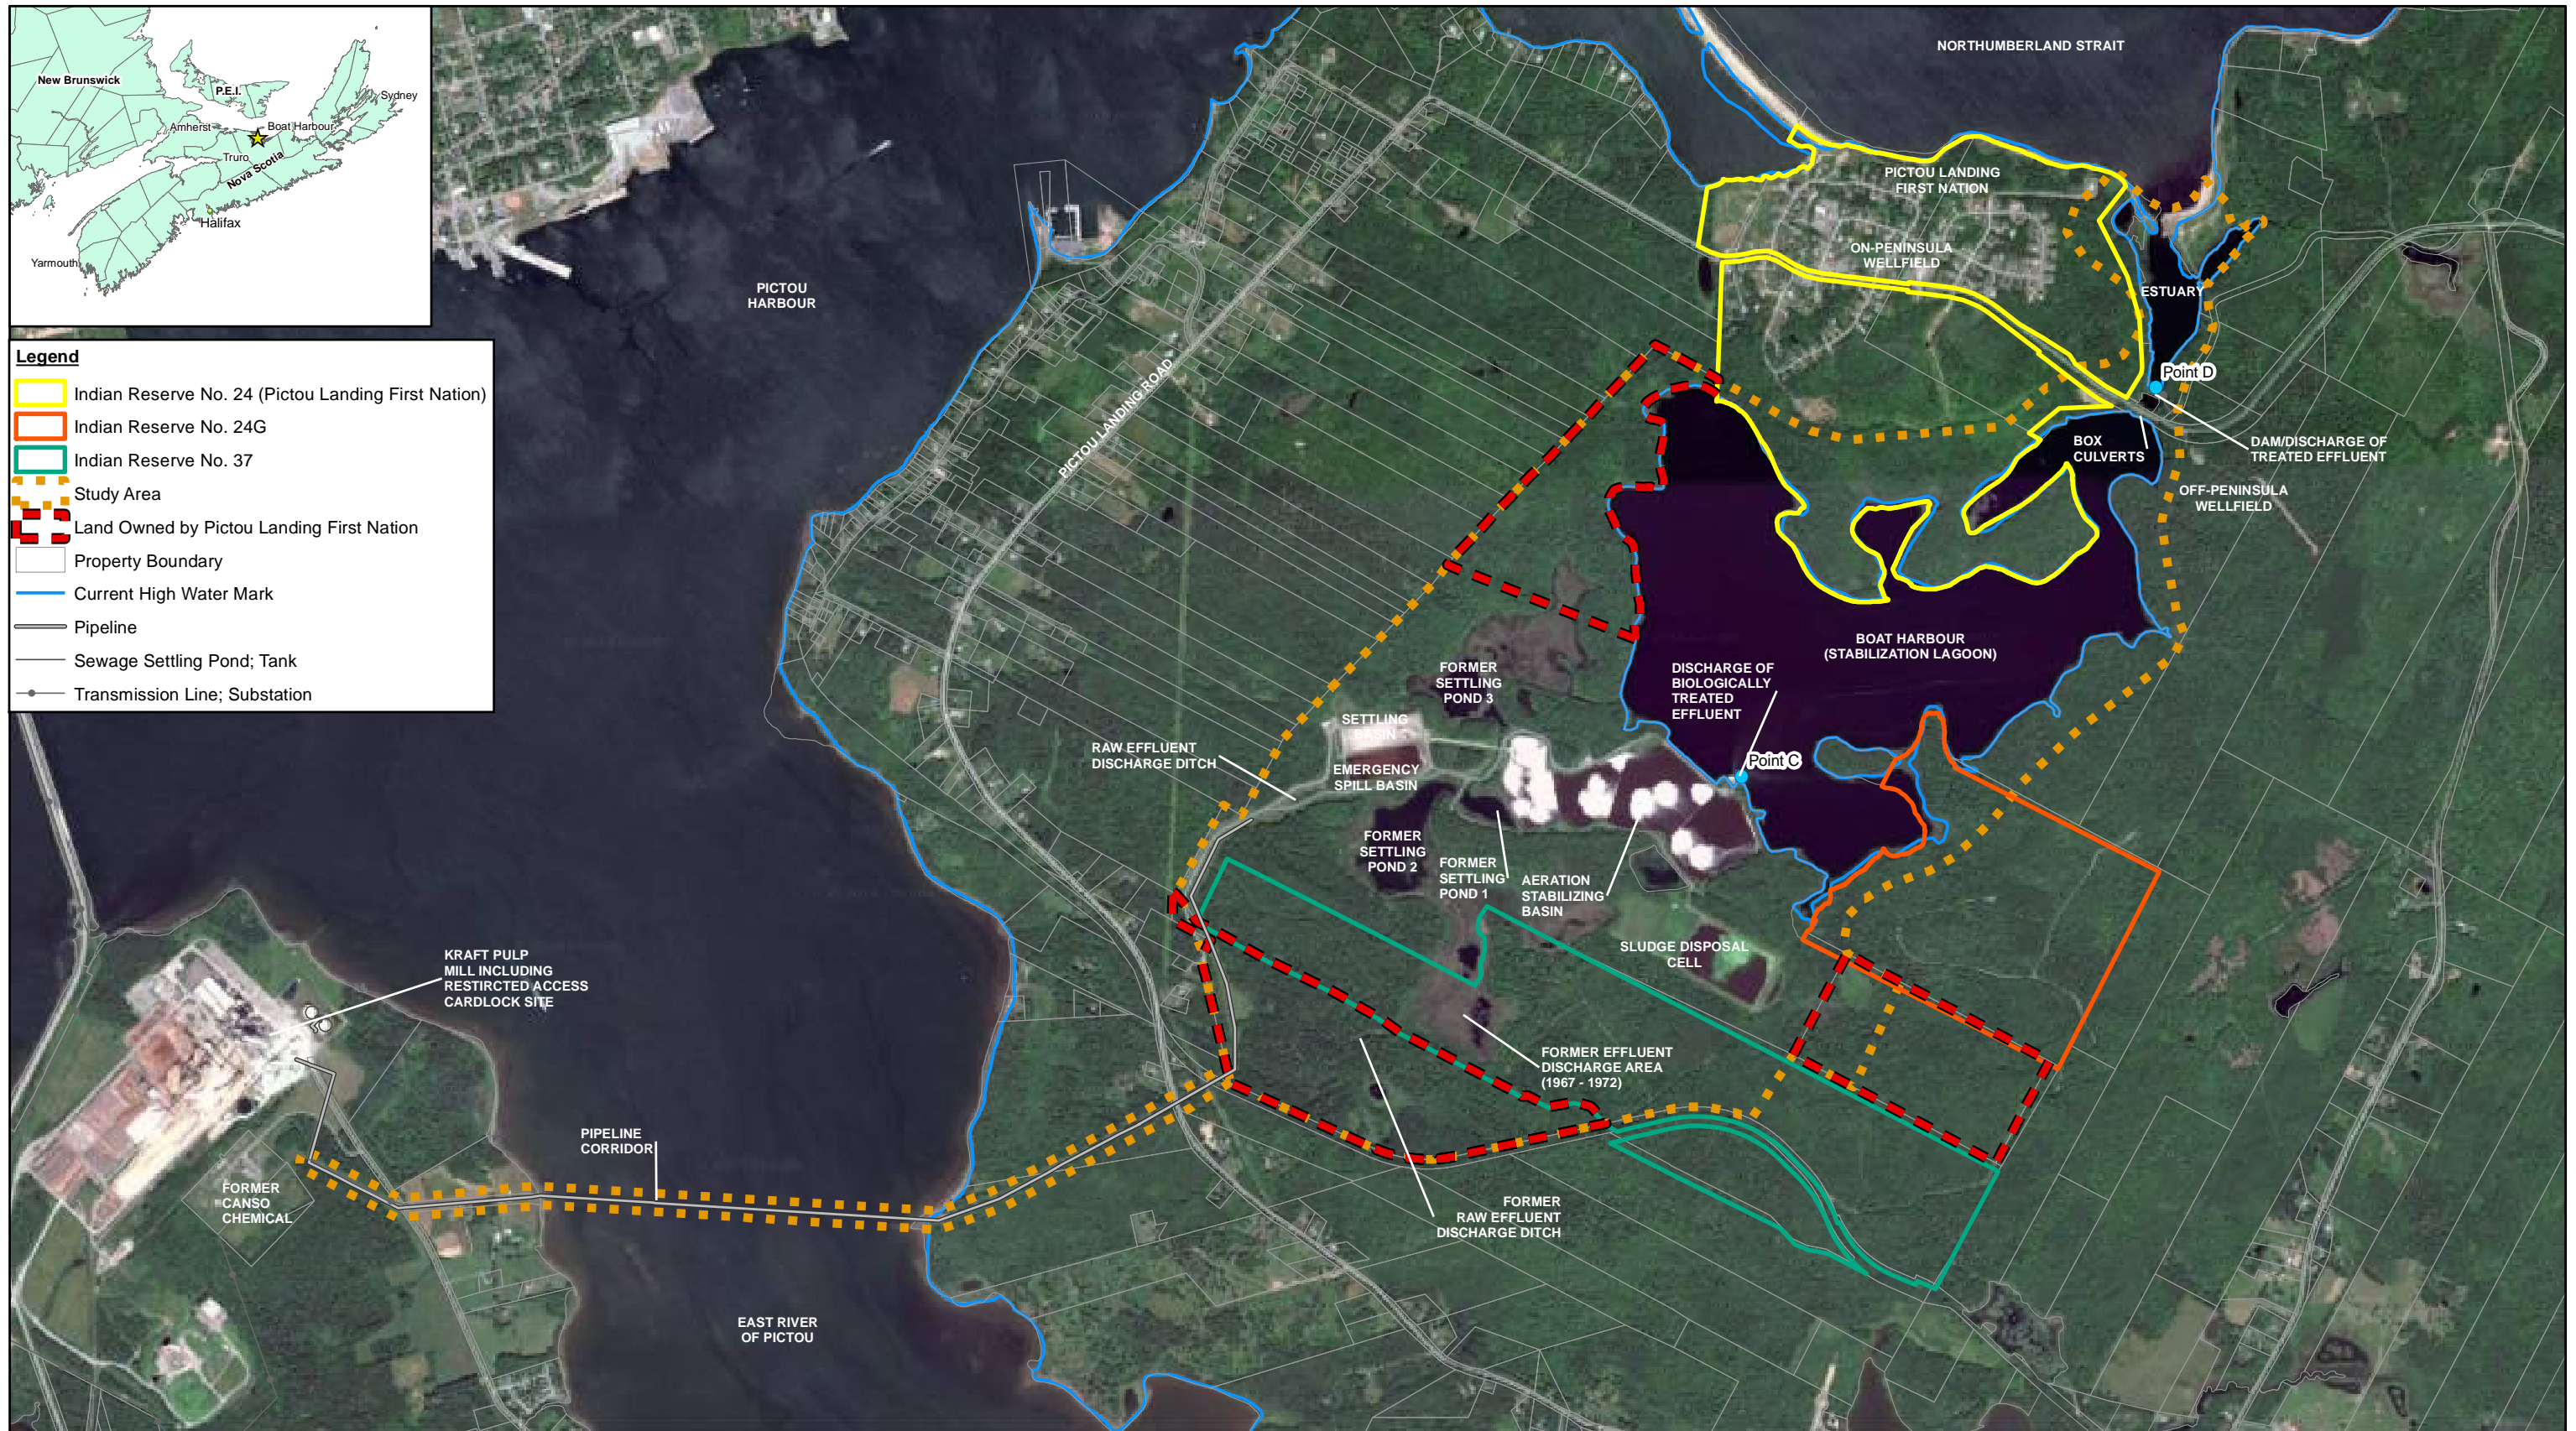 New Brunswick
P.E.I.
Sydney
Amherst
Boat Harbour
Truro
Nova Scotia
Halifax
Yarmouth
Legend
Indian Reserve No. 24 (Pictou Landing First Nation)
Indian Reserve No. 24G
Indian Reserve No. 37
Study Area
Land Owned by Pictou Landing First Nation
Property Boundary
Current High Water Mark
Pipeline
Sewage Settling Pond; Tank
Transmission Line; Substation
NORTHUMBERLAND STRAIT
PICTOU LANDING
FIRST NATION
ON-PENINSULA
WELLFIELD
PICTOU
HARBOUR
ESTUARY
Point D
PICTOU LANDING ROAD
BOX
CULVERTS
DAM/DISCHARGE OF
TREATED EFFLUENT
OFF-PENINSULA
WELLFIELD
BOAT HARBOUR
(STABILIZATION LAGOON)
FORMER
SETTLING
POND 3
DISCHARGE OF
BIOLOGICALLY
TREATED
EFFLUENT
SETTLING
BASIN
RAW EFFLUENT
DISCHARGE DITCH
EMERGENCY
SPILL BASIN
Point C
FORMER
SETTLING
POND 2
FORMER
SETTLING
POND 1
AERATION
STABILIZING
BASIN
SLUDGE DISPOSAL
CELL
KRAFT PULP
MILL INCLUDING
RESTIRCTED ACCESS
CARDLOCK SITE
FORMER EFFLUENT
DISCHARGE AREA
(1967 - 1972)
PIPELINE
CORRIDOR
FORMER
CANSO
CHEMICAL
FORMER
RAW EFFLUENT
DISCHARGE DITCH
EAST RIVER
OF PICTOU